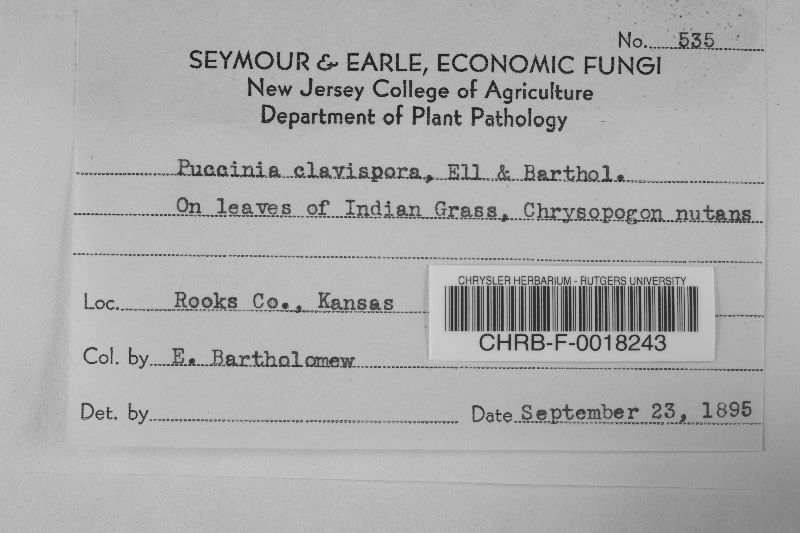 No. 535
SEYMOUR & EARLE, ECONOMIC FUNGI
New Jersey College of Agriculture
Department of Plant Pathology
Puccinia clavispora, Ell & Barthol.
On leaves of Indian Grass, Chrysopogon nutans
Loc. Rooks Co., Kansas
CHRYSLER HERBARIUM - RUTGERS UNIVERSITY
CHRB-F-0018243
Col. by E. Bartholomew
Det. by
Date September 23, 1895